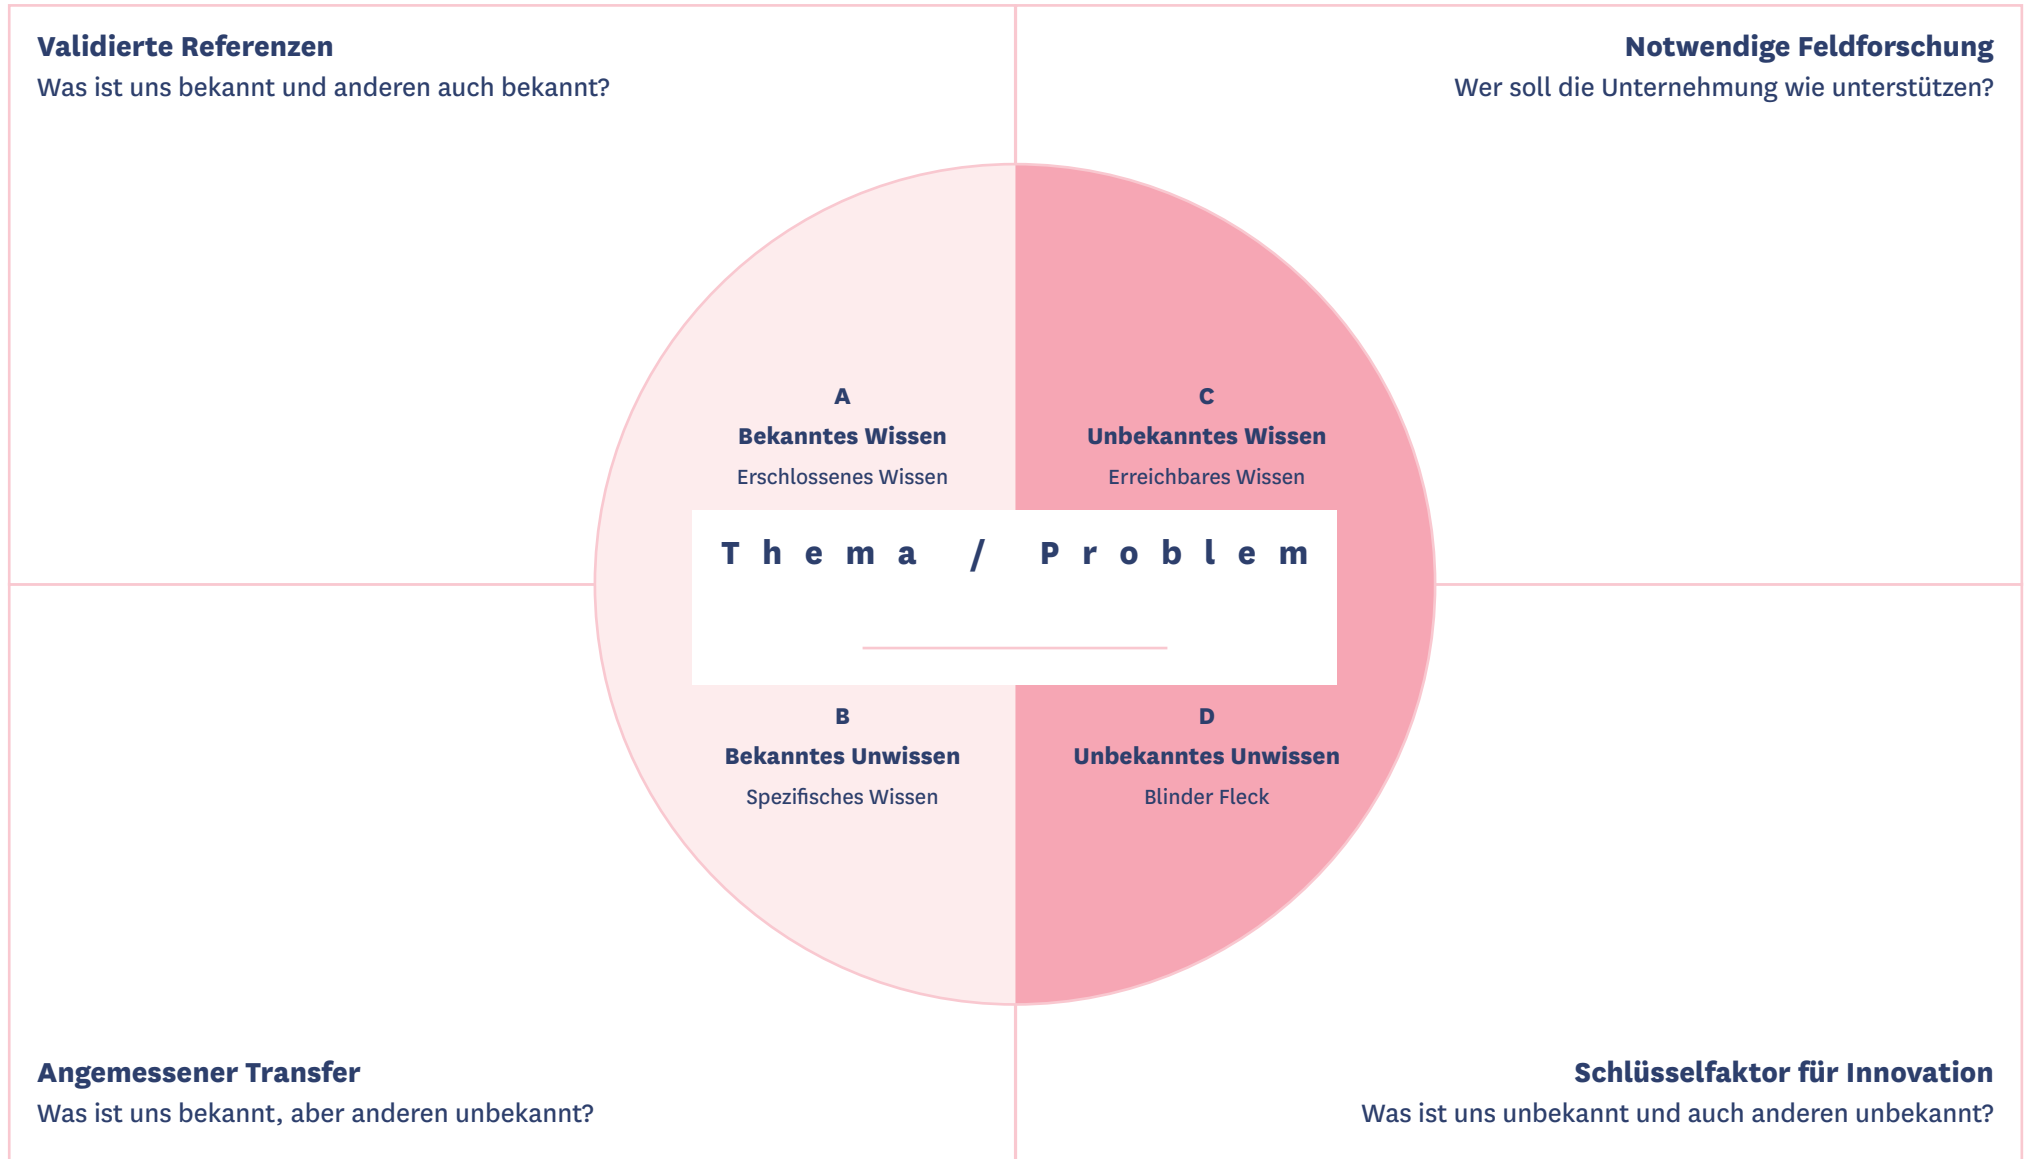 Validierte Referenzen
Was ist uns bekannt und anderen auch bekannt?
Notwendige Feldforschung
Wer soll die Unternehmung wie unterstützen?
A
Bekanntes Wissen
Erschlossenes Wissen
C
Unbekanntes Wissen
Erreichbares Wissen
Thema / Problem
B
Bekanntes Unwissen
Spezifisches Wissen
D
Unbekanntes Unwissen
Blinder Fleck
Angemessener Transfer
Was ist uns bekannt, aber anderen unbekannt?
Schlüsselfaktor für Innovation
Was ist uns unbekannt und auch anderen unbekannt?